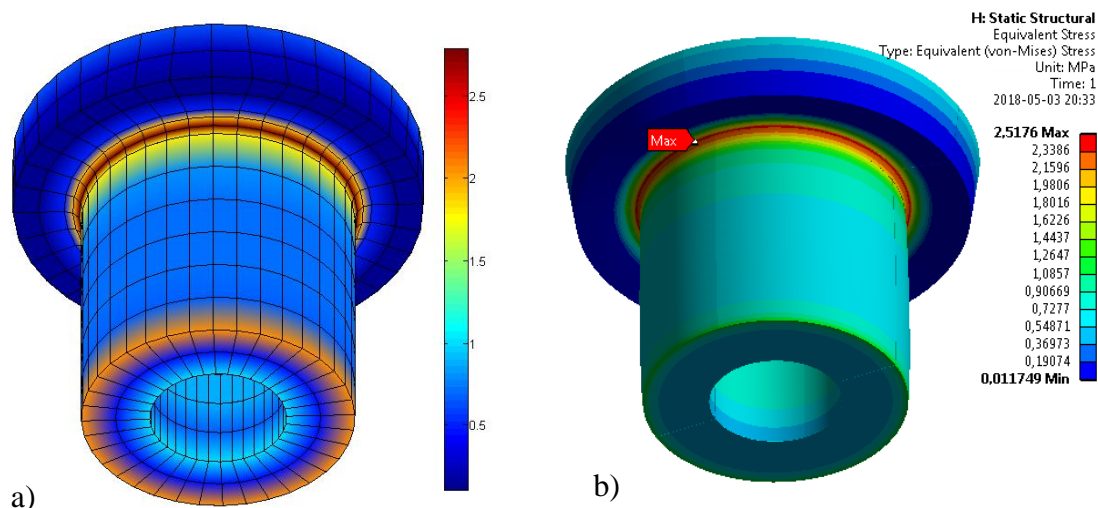 2.5
2
1.5
1
0.5
a)
H: Static Structural
Equivalent Stress
Type: Equivalent (von-Mises) Stress
Unit: MPa
Time: 1
2018-05-03 20:33
2,5176 Max
2,3386
2,1596
1,9806
1,8016
1,6226
1,4437
1,2647
1,0857
0,90669
0,7277
0,54871
0,36973
0,19074
0,011749 Min
Max
b)